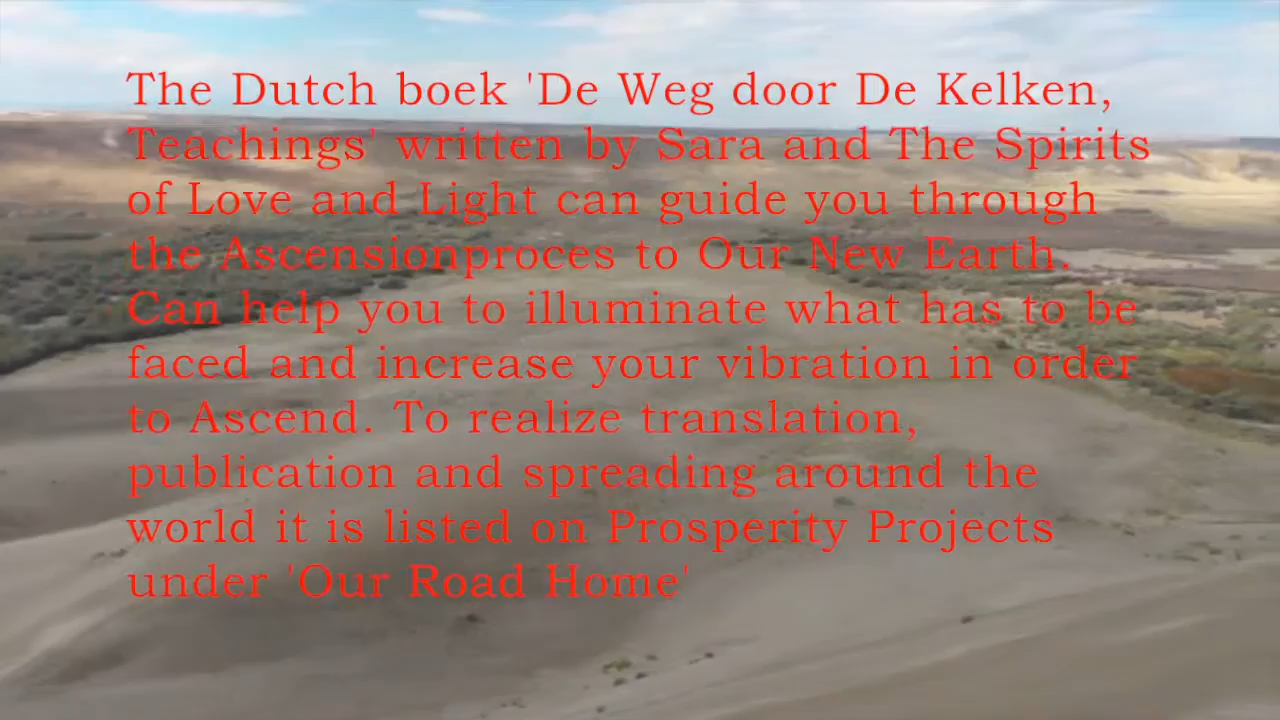 The Dutch boek 'De Weg door De Kelken,
Teachings' written by Sara and The Spirits
of Love and Light can guide you through
the Ascensionproces to Our New Earth.
Can help you to illuminate what has to be
faced and increase your vibration in order
to Ascend. To realize translation,
publication and spreading around the
world it is listed on Prosperity Projects
under 'Our Road Home'